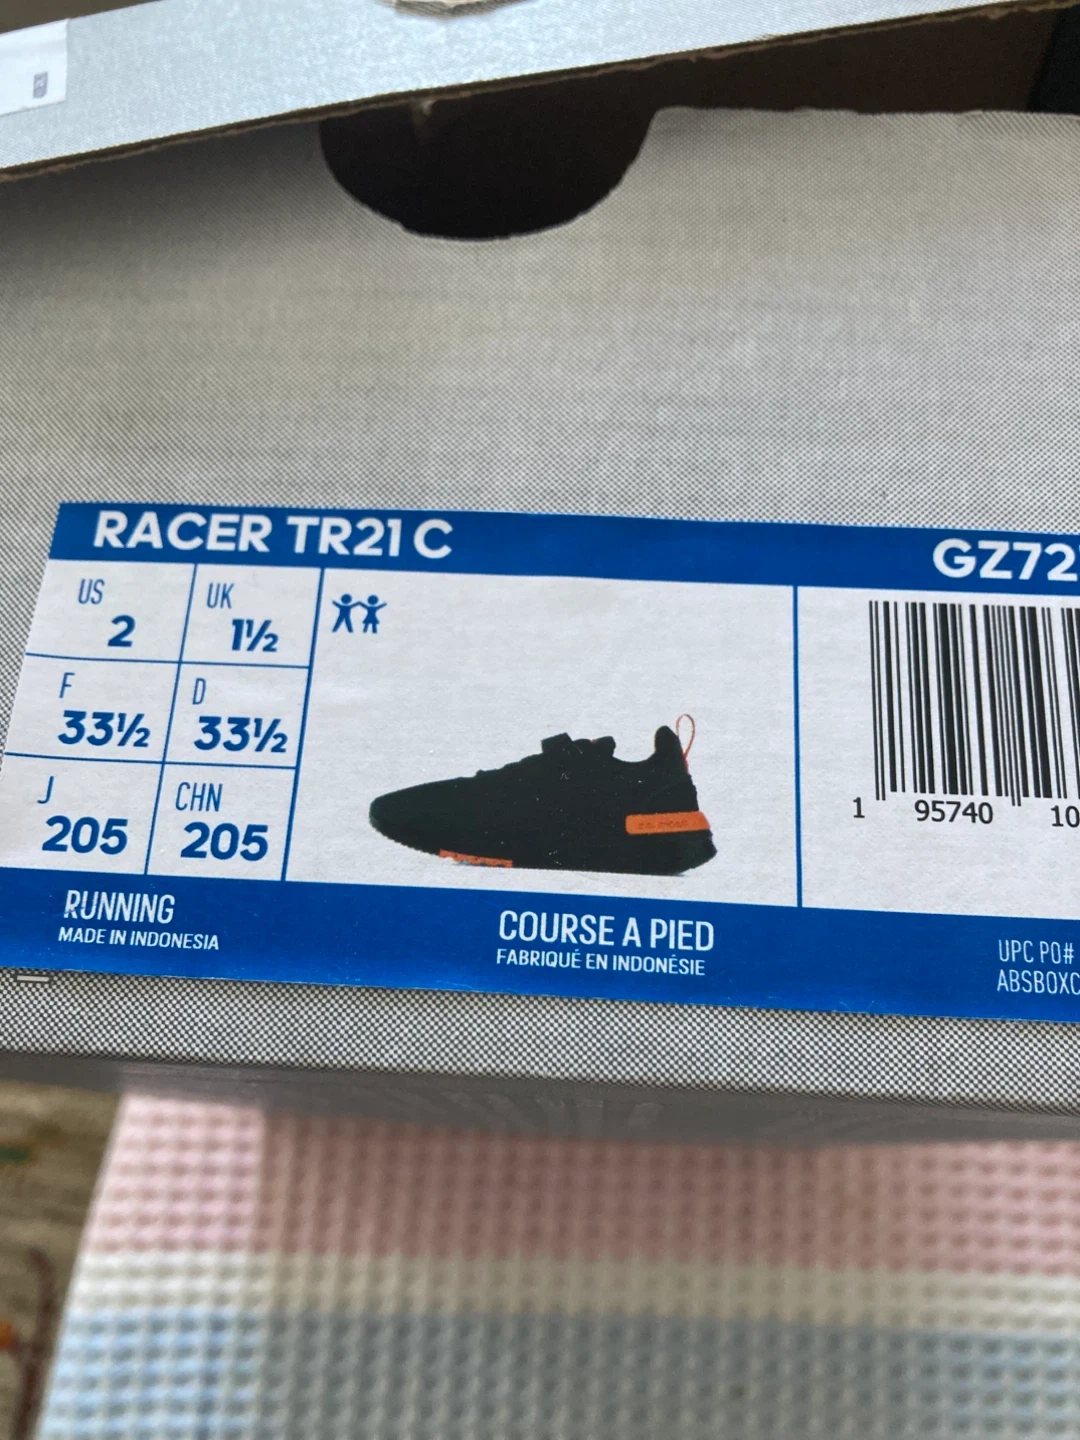 RACER TR21 C
GZ72
US
2
UK
1½
F
33½
D
33½
J
205
CHN
205
1 95740 10
RUNNING
MADE IN INDONESIA
COURSE A PIED
FABRIQUÉ EN INDONÉSIE
UPC PO#
ABSBOXC